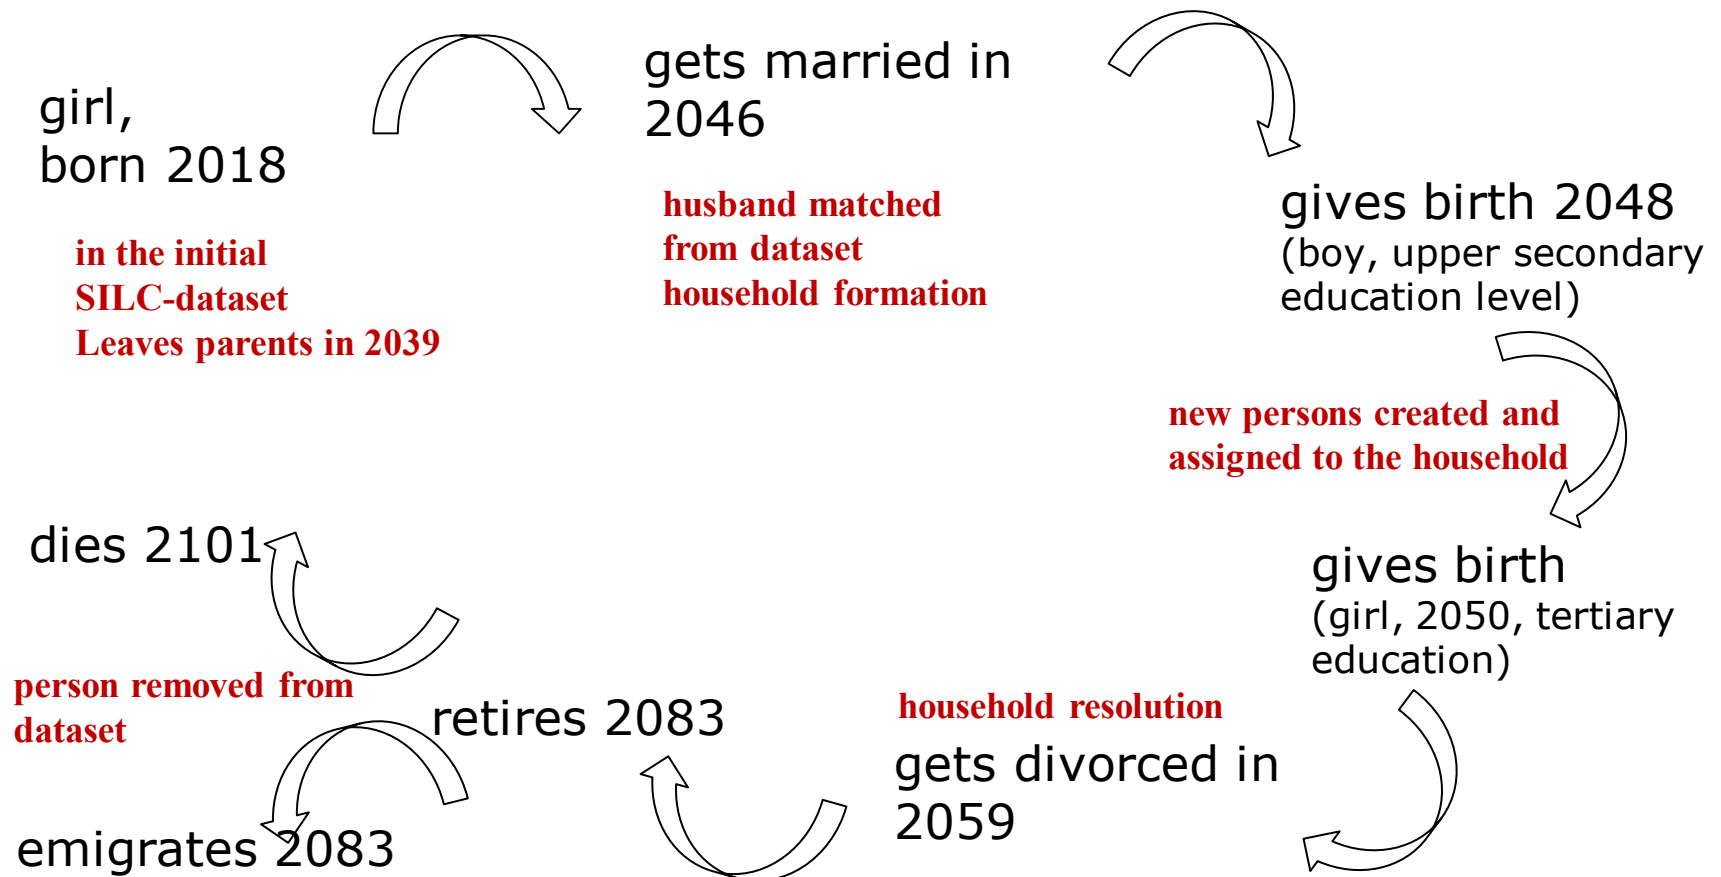 girl,
born 2018
in the initial
SILC-dataset
Leaves parents in 2039
gets married in
2046
husband matched
from dataset
household formation
gives birth 2048
(boy, upper secondary
education level)
new persons created and
assigned to the household
gives birth
(girl, 2050, tertiary
education)
household resolution
gets divorced in
2059
retires 2083
dies 2101
person removed from
dataset
emigrates 2083